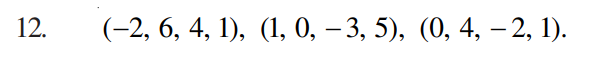 12. (−2, 6, 4, 1), (1, 0, − 3, 5), (0, 4, − 2, 1).